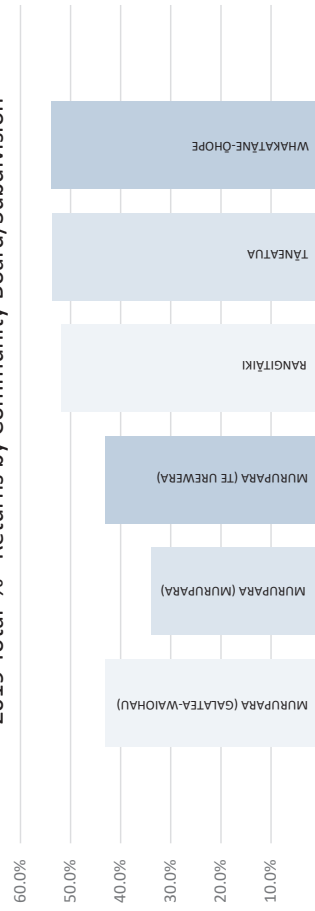 2019 Total % Returns by Community Board/Subdivision
60.0%
50.0%
40.0%
30.0%
20.0%
10.0%
MURUPARA (GALATEA-WAIOHAU)
MURUPARA (MURUPARA)
MURUPARA (TE UREWERA)
RANGITĀIKI
TĀNEATUA
WHAKATĀNE-ŌHOPE